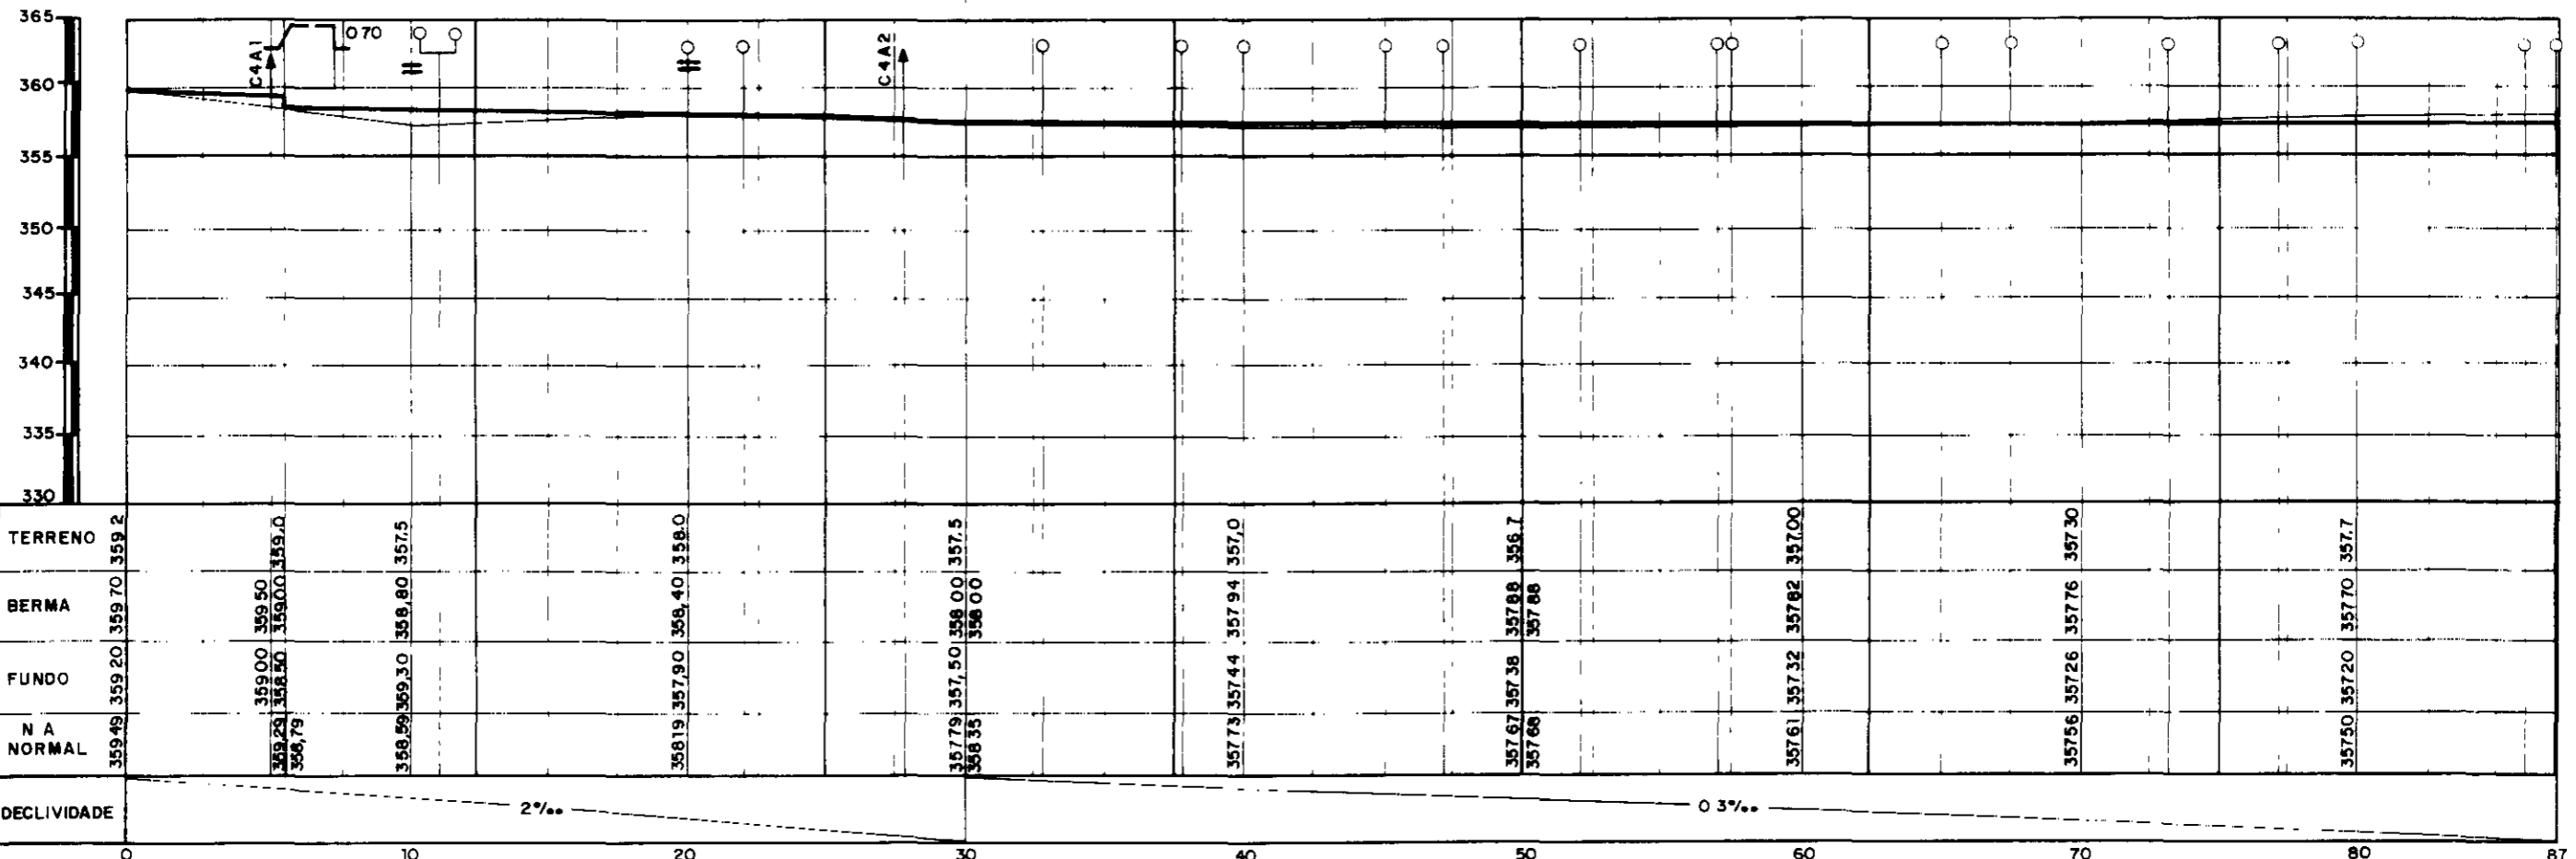 365
360
355
350
345
340
335
330
C4A1
0 70
C4A2
TERRENO 359.2 359.0 357.5 358.0 357.5 357,0 356.7 357.00 357 30 357.7
BERMA 359 70 359 50 359.00 358,80 358,40 358 00 358 00 357 94 357 88 357 88 357 82 357 76 357 70
FUNDO 359 20 359 00 358 50 359,30 357,90 357,50 357 44 357 38 357 32 357 26 357 20
N A
NORMAL 359 49 359,29 358,79 358,59 358 19 357 79 358 35 357 73 357 67 357 68 357 61 357 56 357 50
DECLIVIDADE 2°/oo 0 3°/oo
0 10 20 30 40 50 60 70 80 87